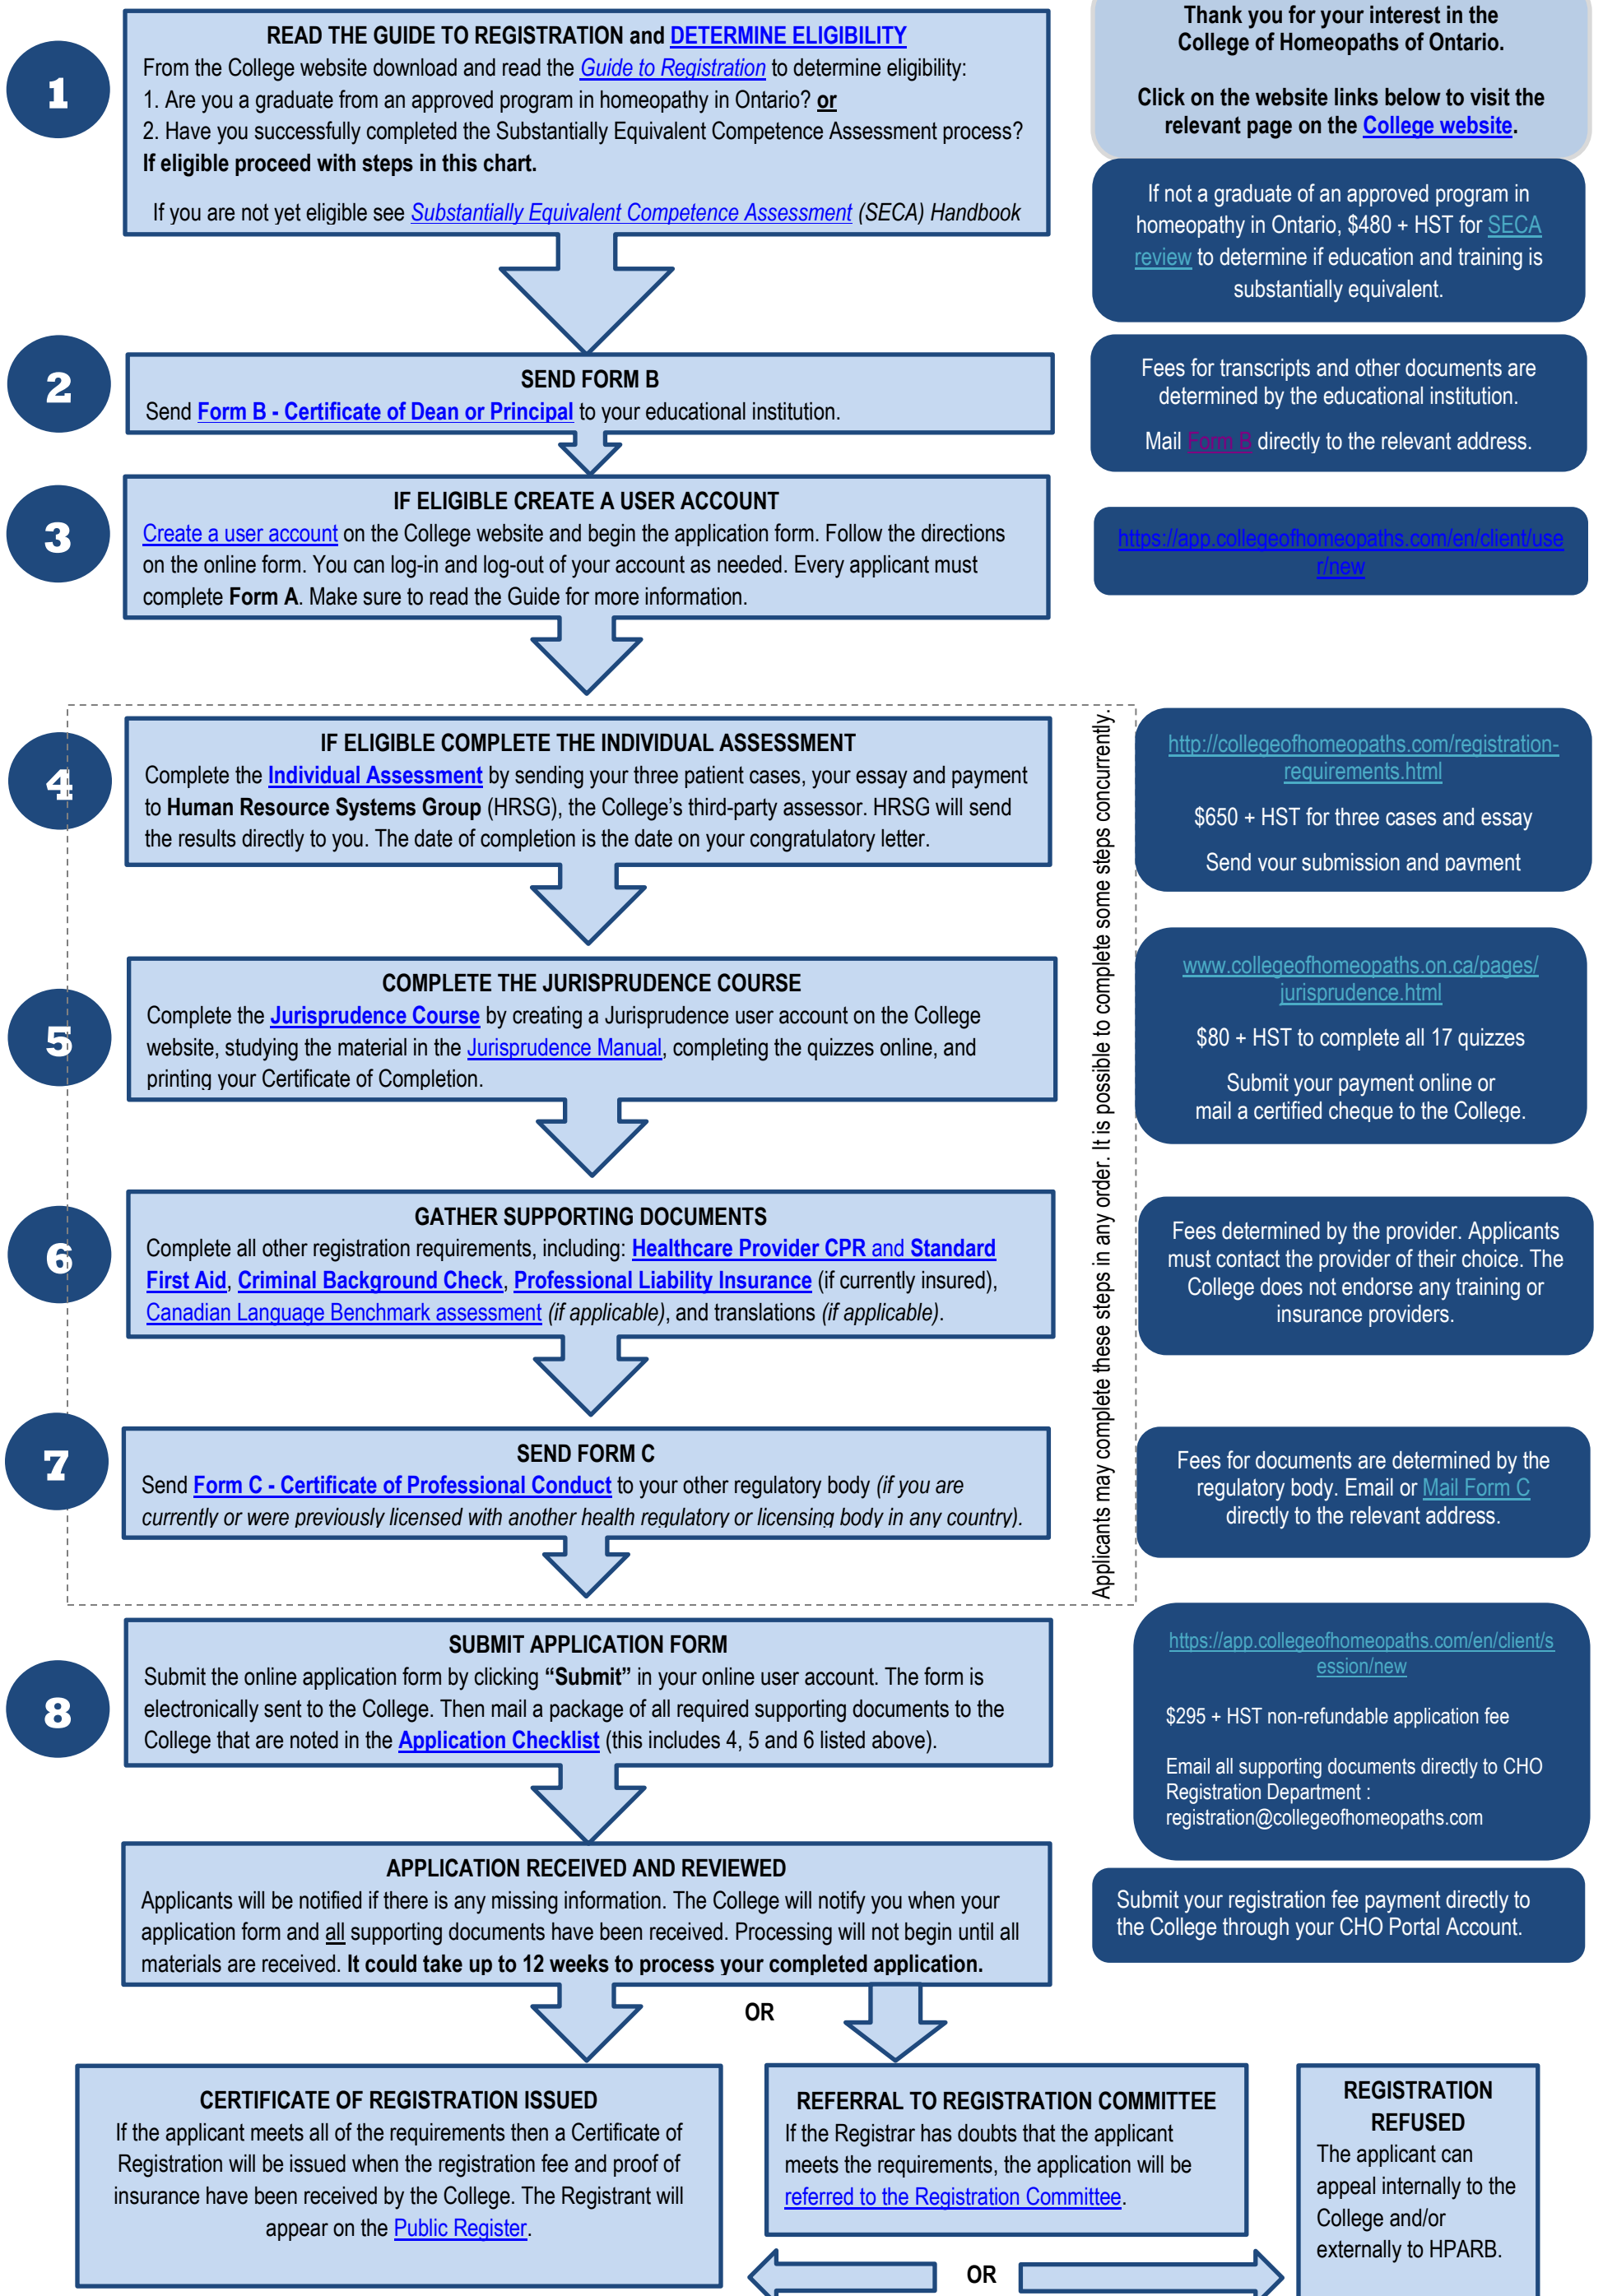 Thank you for your interest in the
College of Homeopaths of Ontario.
Click on the website links below to visit the
relevant page on the College website.
1
READ THE GUIDE TO REGISTRATION and DETERMINE ELIGIBILITY
From the College website download and read the Guide to Registration to determine eligibility:
1. Are you a graduate from an approved program in homeopathy in Ontario? or
2. Have you successfully completed the Substantially Equivalent Competence Assessment process?
If eligible proceed with steps in this chart.
If you are not yet eligible see Substantially Equivalent Competence Assessment (SECA) Handbook
If not a graduate of an approved program in
homeopathy in Ontario, $480 + HST for SECA
review to determine if education and training is
substantially equivalent.
2
SEND FORM B
Send Form B - Certificate of Dean or Principal to your educational institution.
Fees for transcripts and other documents are
determined by the educational institution.
Mail Form B directly to the relevant address.
3
IF ELIGIBLE CREATE A USER ACCOUNT
Create a user account on the College website and begin the application form. Follow the directions
on the online form. You can log-in and log-out of your account as needed. Every applicant must
complete Form A. Make sure to read the Guide for more information.
https://app.collegeofhomeopaths.com/en/client/use
r/new
4
IF ELIGIBLE COMPLETE THE INDIVIDUAL ASSESSMENT
Complete the Individual Assessment by sending your three patient cases, your essay and payment
to Human Resource Systems Group (HRSG), the College's third-party assessor. HRSG will send
the results directly to you. The date of completion is the date on your congratulatory letter.
http://collegeofhomeopaths.com/registration-
requirements.html
$650 + HST for three cases and essay
Send your submission and payment
Applicants may complete these steps in any order. It is possible to complete some steps concurrently.
5
COMPLETE THE JURISPRUDENCE COURSE
Complete the Jurisprudence Course by creating a Jurisprudence user account on the College
website, studying the material in the Jurisprudence Manual, completing the quizzes online, and
printing your Certificate of Completion.
www.collegeofhomeopaths.on.ca/pages/
jurisprudence.html
$80 + HST to complete all 17 quizzes
Submit your payment online or
mail a certified cheque to the College.
6
GATHER SUPPORTING DOCUMENTS
Complete all other registration requirements, including: Healthcare Provider CPR and Standard
First Aid, Criminal Background Check, Professional Liability Insurance (if currently insured),
Canadian Language Benchmark assessment (if applicable), and translations (if applicable).
Fees determined by the provider. Applicants
must contact the provider of their choice. The
College does not endorse any training or
insurance providers.
7
SEND FORM C
Send Form C - Certificate of Professional Conduct to your other regulatory body (if you are
currently or were previously licensed with another health regulatory or licensing body in any country).
Fees for documents are determined by the
regulatory body. Email or Mail Form C
directly to the relevant address.
8
SUBMIT APPLICATION FORM
Submit the online application form by clicking “Submit” in your online user account. The form is
electronically sent to the College. Then mail a package of all required supporting documents to the
College that are noted in the Application Checklist (this includes 4, 5 and 6 listed above).
https://app.collegeofhomeopaths.com/en/client/s
ession/new
$295 + HST non-refundable application fee
Email all supporting documents directly to CHO
Registration Department :
registration@collegeofhomeopaths.com
APPLICATION RECEIVED AND REVIEWED
Applicants will be notified if there is any missing information. The College will notify you when your
application form and all supporting documents have been received. Processing will not begin until all
materials are received. It could take up to 12 weeks to process your completed application.
Submit your registration fee payment directly to
the College through your CHO Portal Account.
OR
CERTIFICATE OF REGISTRATION ISSUED
If the applicant meets all of the requirements then a Certificate of
Registration will be issued when the registration fee and proof of
insurance have been received by the College. The Registrant will
appear on the Public Register.
REFERRAL TO REGISTRATION COMMITTEE
If the Registrar has doubts that the applicant
meets the requirements, the application will be
referred to the Registration Committee.
OR
REGISTRATION
REFUSED
The applicant can
appeal internally to the
College and/or
externally to HPARB.